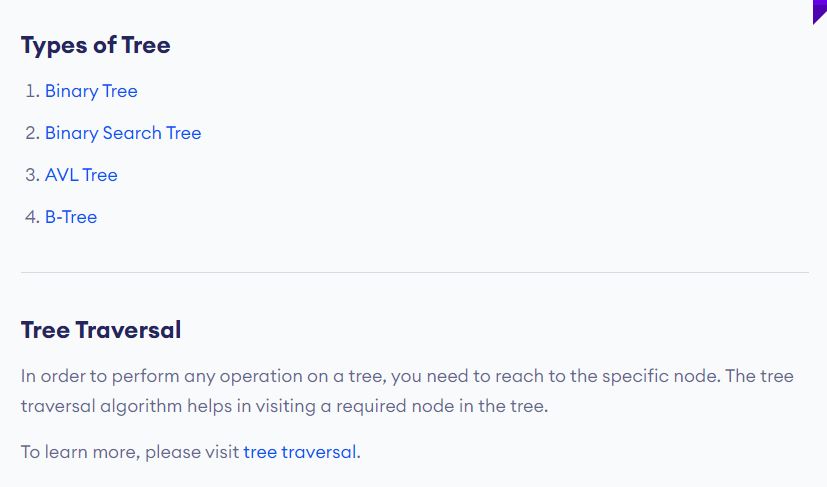 Types of Tree
1. Binary Tree
2. Binary Search Tree
3. AVL Tree
4. B-Tree
Tree Traversal
In order to perform any operation on a tree, you need to reach to the specific node. The tree
traversal algorithm helps in visiting a required node in the tree.
To learn more, please visit tree traversal.